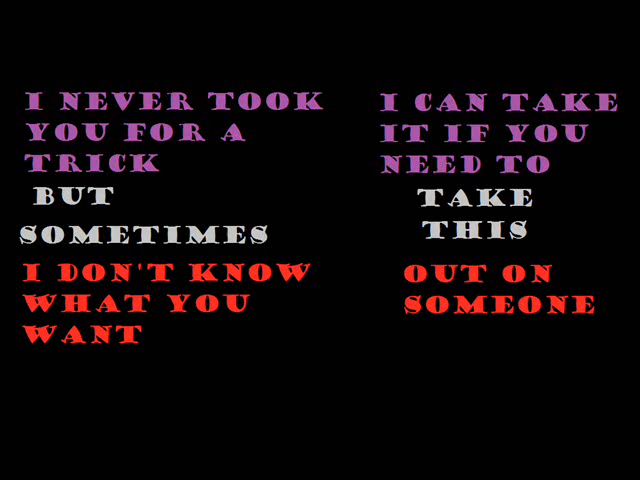 I NEVER TOOK
YOU FOR A
TRICK
BUT
SOMETIMES
I DON'T KNOW
WHAT YOU
WANT
I CAN TAKE
IT IF YOU
NEED TO
TAKE
THIS
OUT ON
SOMEONE